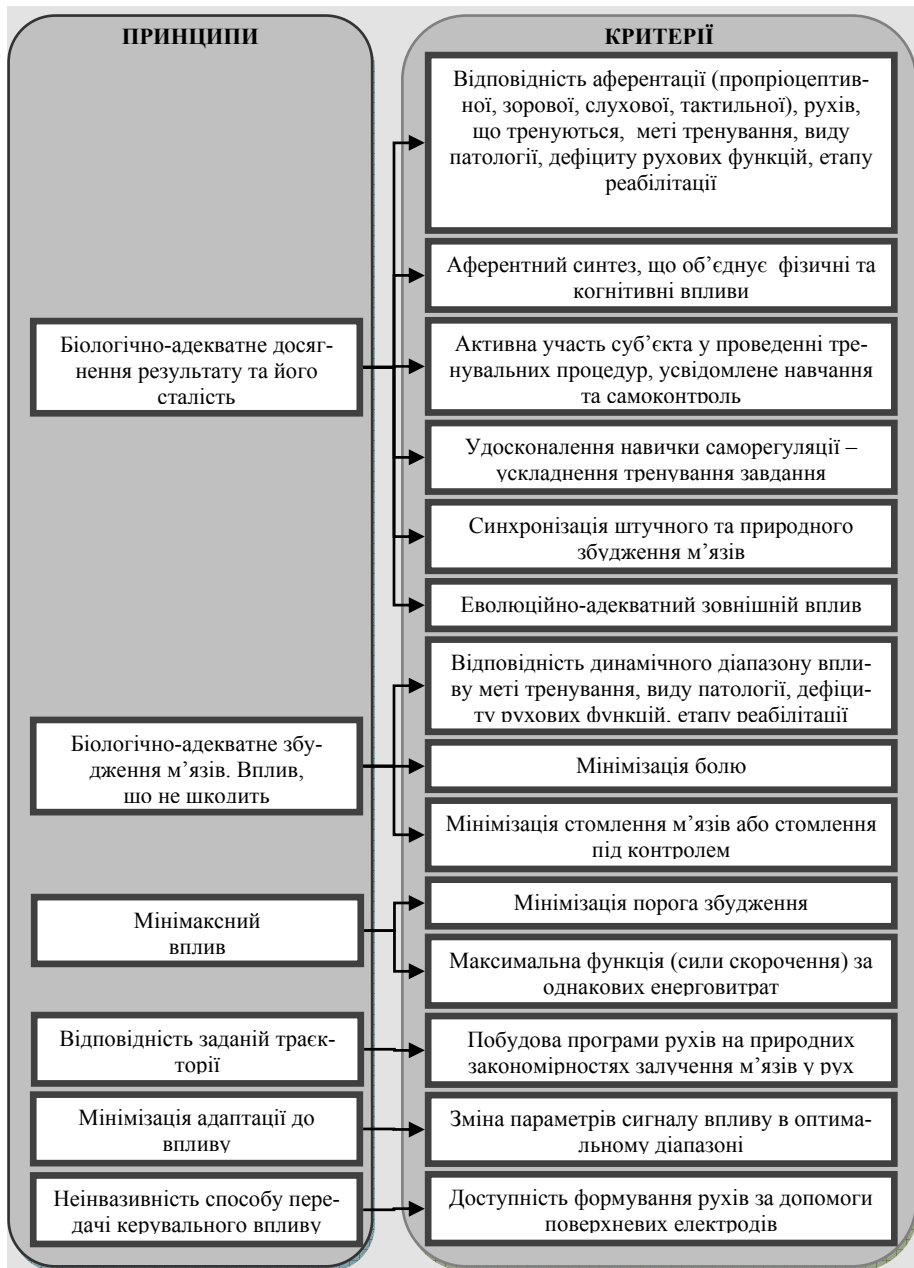 ПРИНЦИПИ
Біологічно-адекватне досяг-
нення результату та його
сталість
Біологічно-адекватне збу-
дження м’язів. Вплив,
що не шкодить
Мінімаксний
вплив
Відповідність заданій траєк-
торії
Мінімізація адаптації до
впливу
Неінвазивність способу пере-
дачі керувального впливу
КРИТЕРІЇ
Відповідність аферентації (пропріоцептив-
ної, зорової, слухової, тактильної), рухів,
що тренуються, меті тренування, виду
патології, дефіциту рухових функцій, етапу
реабілітації
Аферентний синтез, що об’єднує фізичні та
когнітивні впливи
Активна участь суб’єкта у проведенні тре-
нувальних процедур, усвідомлене навчання
та самоконтроль
Удосконалення навички саморегуляції –
ускладнення тренування завдання
Синхронізація штучного та природного
збудження м’язів
Еволюційно-адекватний зовнішній вплив
Відповідність динамічного діапазону впли-
ву меті тренування, виду патології, дефіци-
ту рухових функцій, етапу реабілітації
Мінімізація болю
Мінімізація стомлення м’язів або стомлення
під контролем
Мінімізація порога збудження
Максимальна функція (сили скорочення) за
однакових енерговитрат
Побудова програми рухів на природних
закономірностях залучення м’язів у рух
Зміна параметрів сигналу впливу в оптима-
льному діапазоні
Доступність формування рухів за допомоги
поверхневих електродів